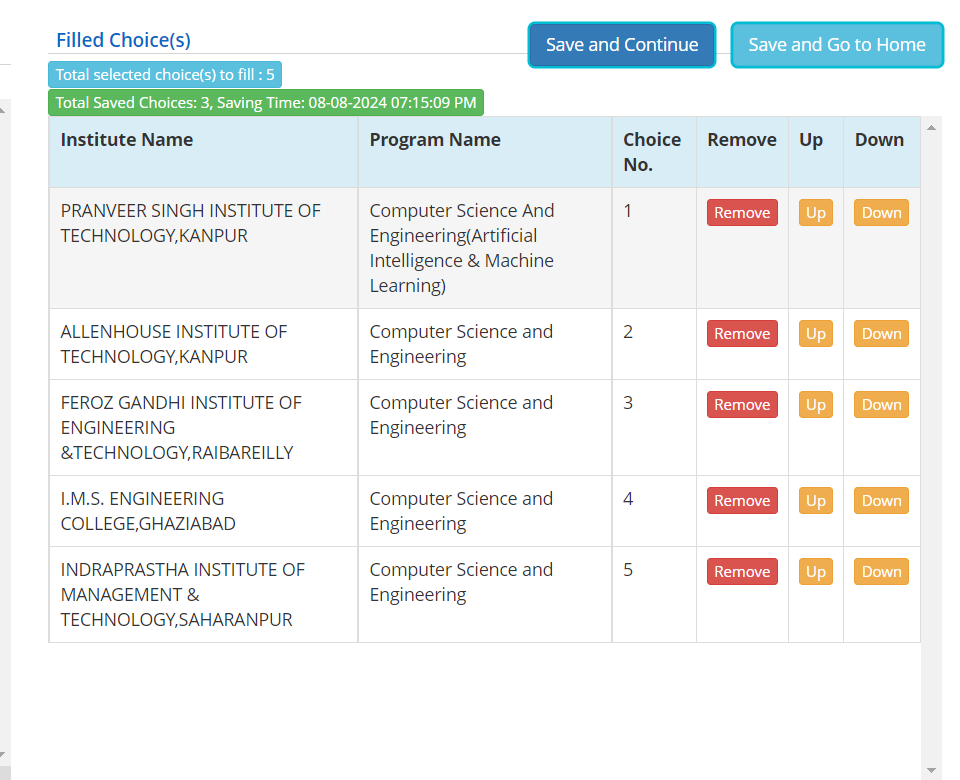 Filled Choice(s)
Save and Continue
Save and Go to Home
Total selected choice(s) to fill : 5
Total Saved Choices: 3, Saving Time: 08-08-2024 07:15:09 PM
Institute Name
Program Name
Choice
No.
Remove
Up
Down
PRANVEER SINGH INSTITUTE OF
TECHNOLOGY,KANPUR
Computer Science And
Engineering(Artificial
Intelligence & Machine
Learning)
1
Remove
Up
Down
ALLENHOUSE INSTITUTE OF
TECHNOLOGY,KANPUR
Computer Science and
Engineering
2
Remove
Up
Down
FEROZ GANDHI INSTITUTE OF
ENGINEERING
&TECHNOLOGY,RAIBAREILLY
Computer Science and
Engineering
3
Remove
Up
Down
I.M.S. ENGINEERING
COLLEGE,GHAZIABAD
Computer Science and
Engineering
4
Remove
Up
Down
INDRAPRASTHA INSTITUTE OF
MANAGEMENT &
TECHNOLOGY,SAHARANPUR
Computer Science and
Engineering
5
Remove
Up
Down